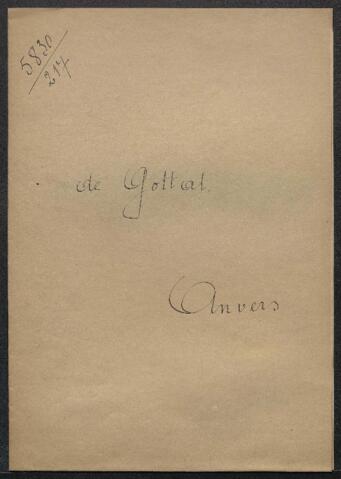 5830
217
de Gottal.
Anvers